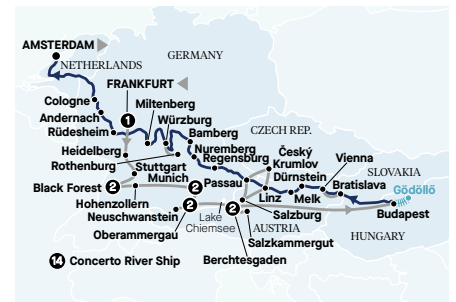 AMSTERDAM
NETHERLANDS
GERMANY
FRANKFURT
Cologne
Miltenberg
Andernach
1
Würzburg
Rüdesheim
Bamberg
CZECH REP.
Heidelberg
Nuremberg
Rothenburg
Regensburg
Český
Krumlov
Vienna
Stuttgart
Munich
Passau
Dürnstein
SLOVAKIA
Black Forest 2
2
Linz
Melk
Bratislava
Gödöllő
Hohenzollern
Neuschwanstein
2
2
Lake
Chiemsee
Salzburg
Budapest
Oberammergau
AUSTRIA
Salzkammergut
HUNGARY
Berchtesgaden
14 Concerto River Ship